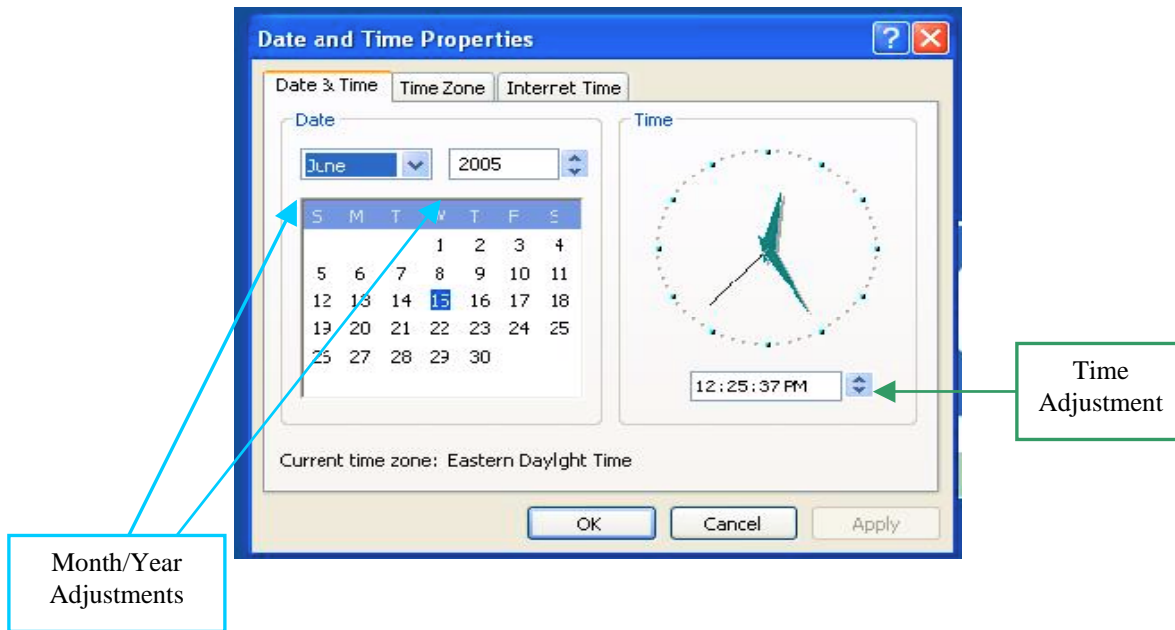 Date and Time Properties
Date & Time Time Zone Internet Time
Date
June 2005
S M T W T F S
1 2 3 4
5 6 7 8 9 10 11
12 13 14 15 16 17 18
19 20 21 22 23 24 25
26 27 28 29 30
Time
12:25:37 PM
Current time zone: Eastern Daylght Time
OK Cancel Apply
Time
Adjustment
Month/Year
Adjustments